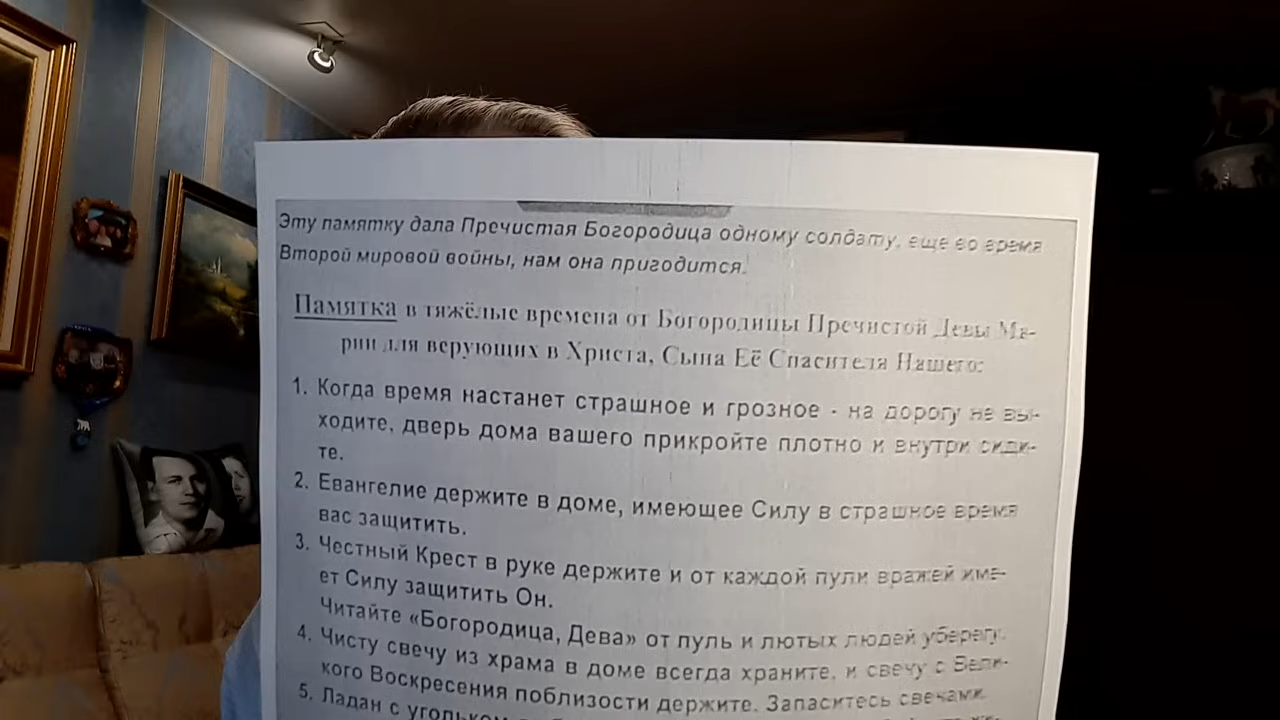 Эту памятку дала Пречистая Богородица одному солдату, еще во время
Второй мировой войны, нам она пригодится.
Памятка в тяжёлые времена от Богородицы Пречистой Девы Ма-
рии для верующих в Христа, Сына Её Спасителя Нашего:
1. Когда время настанет страшное и грозное - на дорогу не вы-
ходите, дверь дома вашего прикройте плотно и внутри сиди-
те.
2. Евангелие держите в доме, имеющее Силу в страшное время
вас защитить.
3. Честный Крест в руке держите и от каждой пули вражей име-
ет Силу защитить Он.
Читайте «Богородица, Дева» от пуль и лютых людей уберегу.
4. Чисту свечу из храма в доме всегда храните, и свечу с Вели-
кого Воскресения поблизости держите. Запаситесь свечами.
5. Ладан с угольком